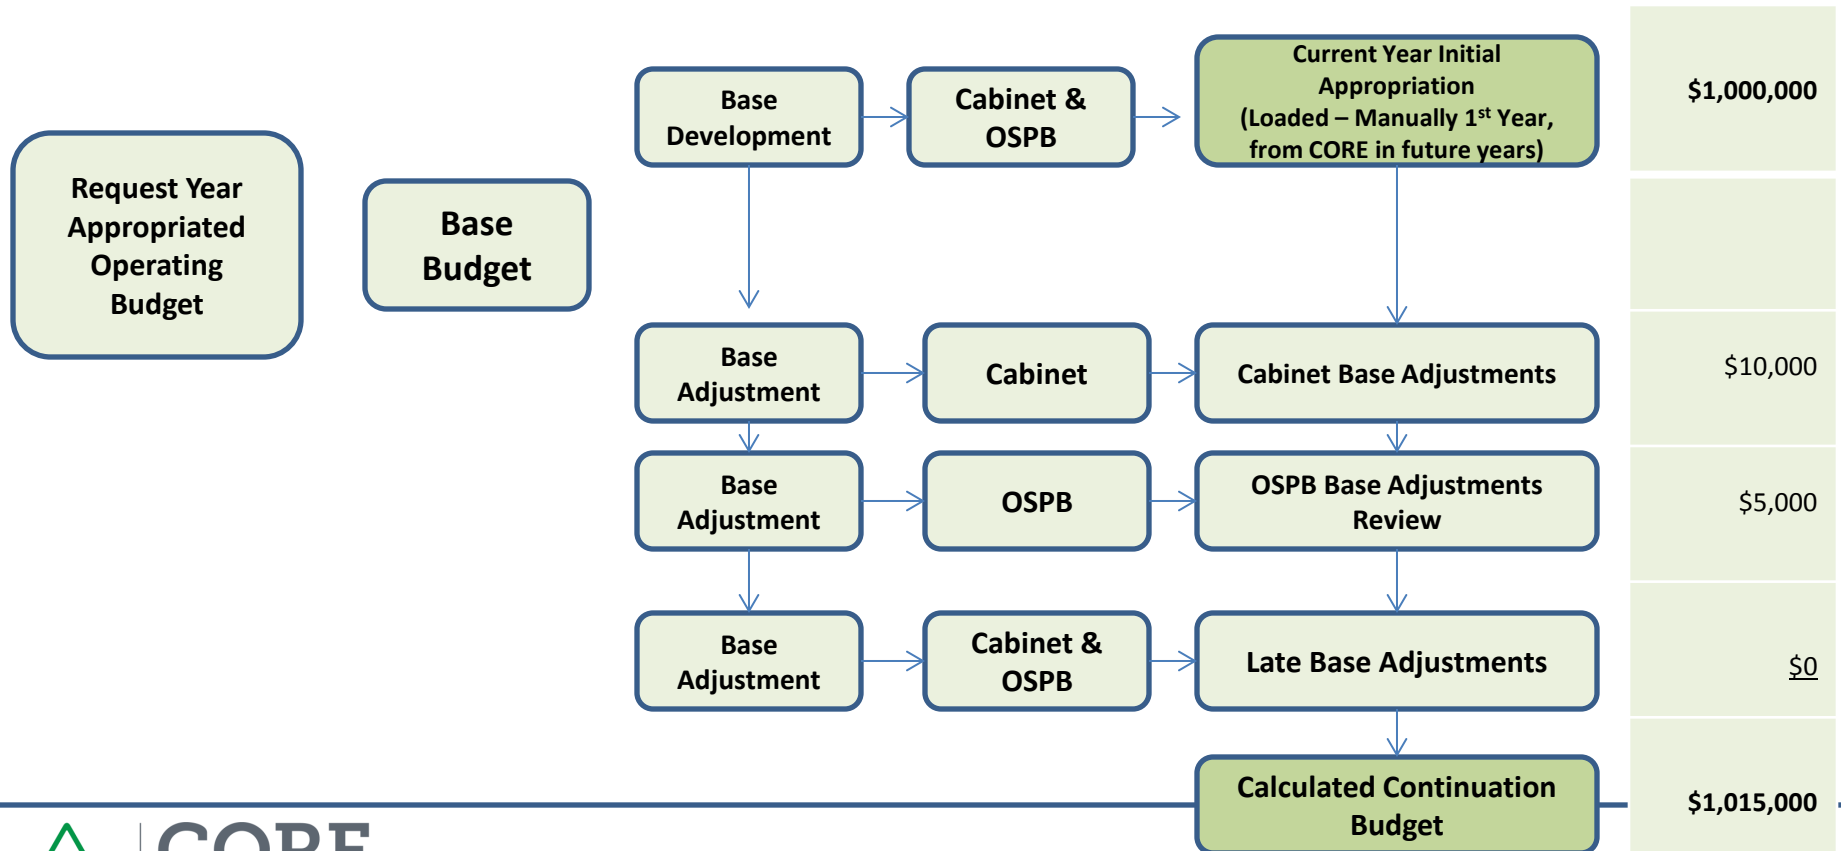 Request Year
Appropriated
Operating
Budget
Base
Budget
Base
Development
Cabinet &
OSPB
Current Year Initial
Appropriation
(Loaded – Manually 1st Year,
from CORE in future years)
$1,000,000
Base
Adjustment
Cabinet
Cabinet Base Adjustments
$10,000
Base
Adjustment
OSPB
OSPB Base Adjustments
Review
$5,000
Base
Adjustment
Cabinet &
OSPB
Late Base Adjustments
$0
Calculated Continuation
Budget
$1,015,000
CORE